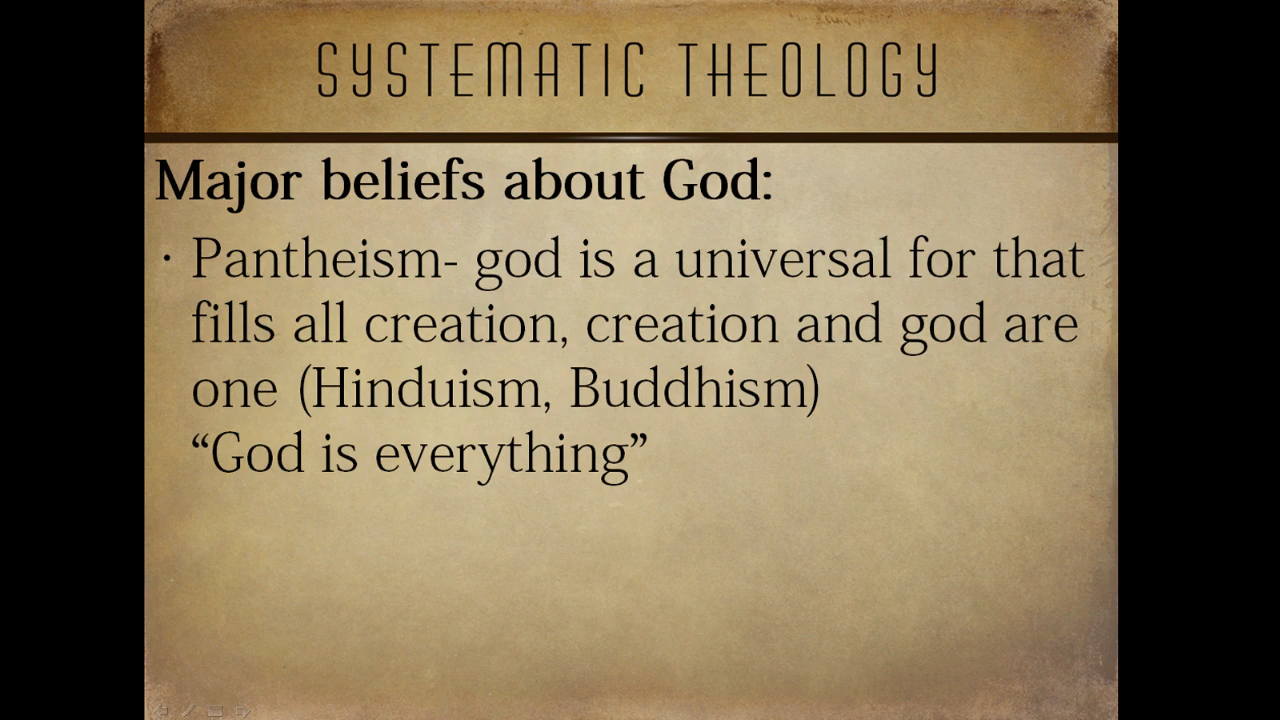 SYSTEMATIC THEOLOGY
Major beliefs about God:
· Pantheism- god is a universal for that
fills all creation, creation and god are
one (Hinduism, Buddhism)
“God is everything”